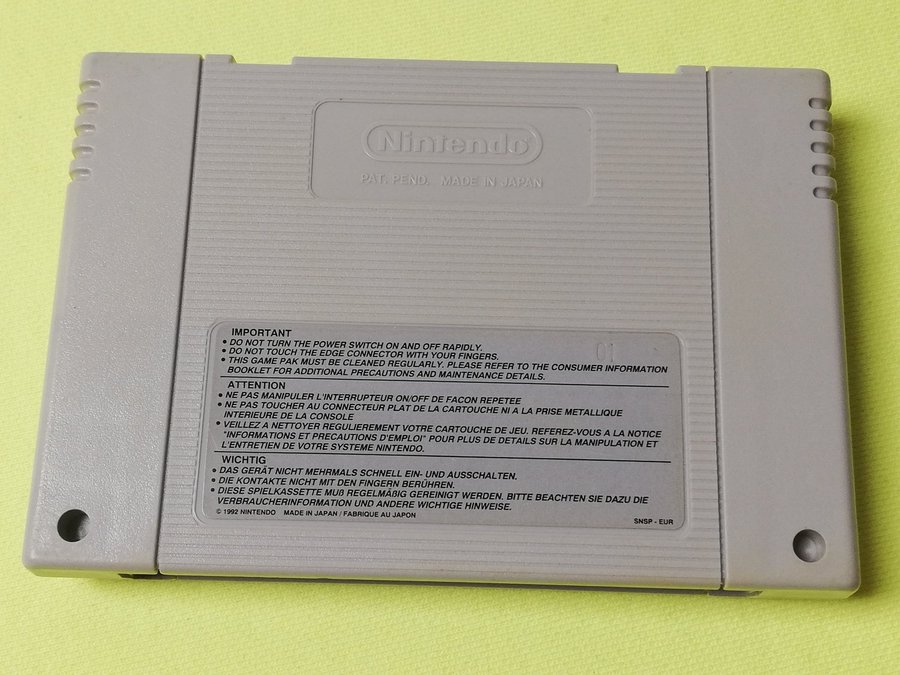 Nintendo
PAT. PEND. MADE IN JAPAN
01
IMPORTANT
• DO NOT TURN THE POWER SWITCH ON AND OFF RAPIDLY.
• DO NOT TOUCH THE EDGE CONNECTOR WITH YOUR FINGERS.
• THIS GAME PAK MUST BE CLEANED REGULARLY. PLEASE REFER TO THE CONSUMER INFORMATION
BOOKLET FOR ADDITIONAL PRECAUTIONS AND MAINTENANCE DETAILS.
ATTENTION
• NE PAS MANIPULER L'INTERRUPTEUR ON/OFF DE FACON REPETEE
• NE PAS TOUCHER AU CONNECTEUR PLAT DE LA CARTOUCHE NI A LA PRISE METALLIQUE
INTERIEURE DE LA CONSOLE
• VEILLEZ A NETTOYER REGULIEREMENT VOTRE CARTOUCHE DE JEU. REFEREZ-VOUS A LA NOTICE
"INFORMATIONS ET PRECAUTIONS D'EMPLOI" POUR PLUS DE DETAILS SUR LA MANIPULATION ET
L'ENTRETIEN DE VOTRE SYSTEME NINTENDO.
WICHTIG
• DAS GERÄT NICHT MEHRMALS SCHNELL EIN- UND AUSSCHALTEN.
• DIE KONTAKTE NICHT MIT DEN FINGERN BERÜHREN.
• DIESE SPIELKASSETTE MUß REGELMÄßIG GEREINIGT WERDEN. BITTE BEACHTEN SIE DAZU DIE
VERBRAUCHERINFORMATION UND ANDERE WICHTIGE HINWEISE.
© 1992 NINTENDO MADE IN JAPAN / FABRIQUE AU JAPON SNSP - EUR